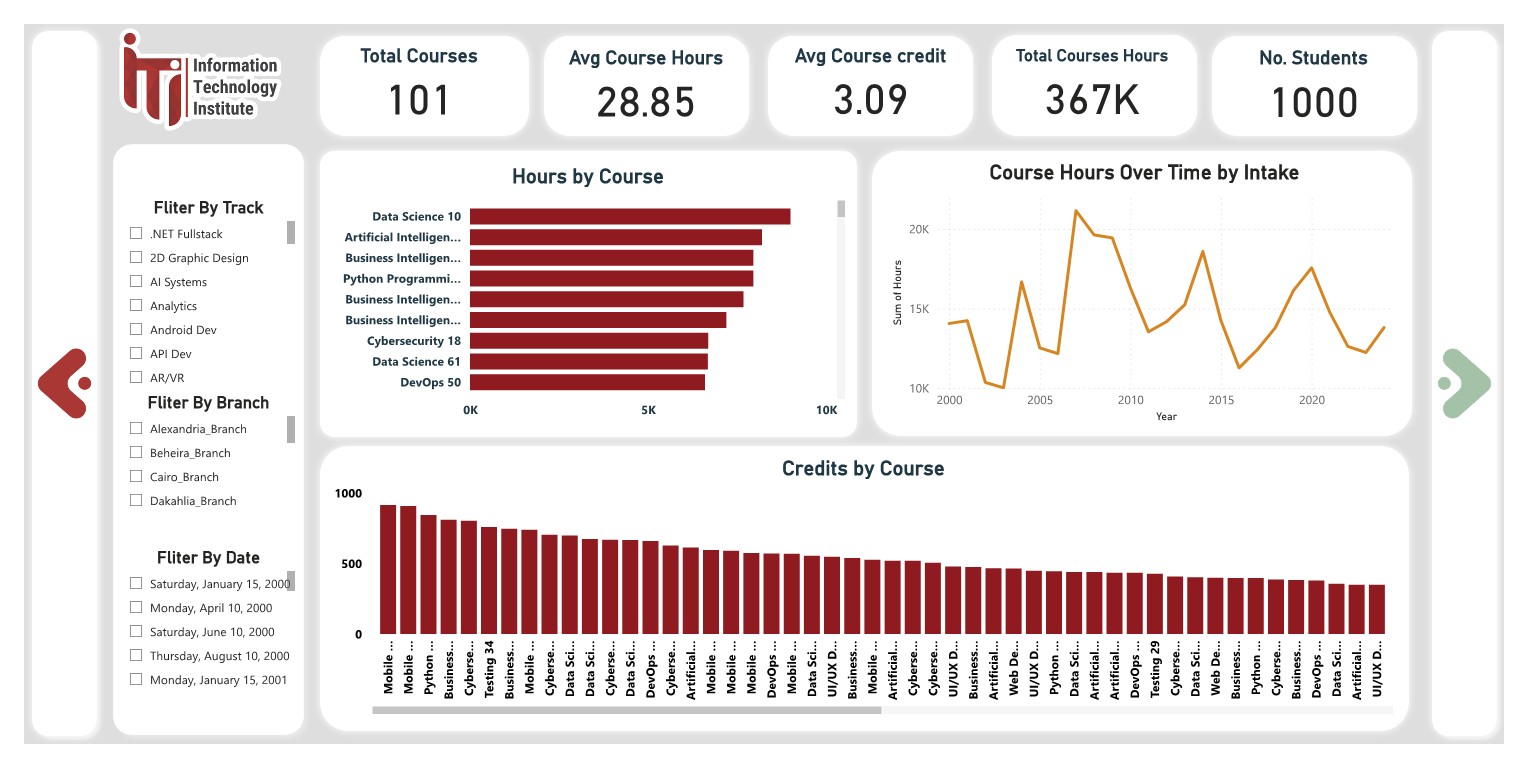 Information
Technology
Institute
Total Courses
101
Avg Course Hours
28.85
Avg Course credit
3.09
Total Courses Hours
367K
No. Students
1000
Fliter By Track
.NET Fullstack
2D Graphic Design
AI Systems
Analytics
Android Dev
API Dev
AR/VR
Fliter By Branch
Alexandria_Branch
Beheira_Branch
Cairo_Branch
Dakahlia_Branch
Fliter By Date
Saturday, January 15, 2000
Monday, April 10, 2000
Saturday, June 10, 2000
Thursday, August 10, 2000
Monday, January 15, 2001
Hours by Course
Data Science 10
Artificial Intelligen...
Business Intelligen...
Python Programmi...
Business Intelligen...
Business Intelligen...
Cybersecurity 18
Data Science 61
DevOps 50
0K 5K 10K
Course Hours Over Time by Intake
Sum of Hours
20K
15K
10K
2000 2005 2010 2015 2020
Year
Credits by Course
1000
500
0
Mobile ...
Mobile ...
Python ...
Business...
Cyberse...
Testing 34
Business...
Mobile ...
Cyberse...
Data Sci...
Cyberse...
Data Sci...
DevOps ...
Cyberse...
Artificial...
Mobile ...
Mobile ...
Mobile ...
DevOps ...
Mobile ...
Data Sci...
UI/UX D...
Business...
Mobile ...
Artificial...
Cyberse...
Cyberse...
UI/UX D...
Business...
Artificial...
Web De...
UI/UX D...
Python ...
Data Sci...
Artificial...
Artificial...
DevOps ...
Testing 29
Cyberse...
Data Sci...
Web De...
Business...
Python ...
Cyberse...
Business...
DevOps ...
Data Sci...
Artificial...
UI/UX D...